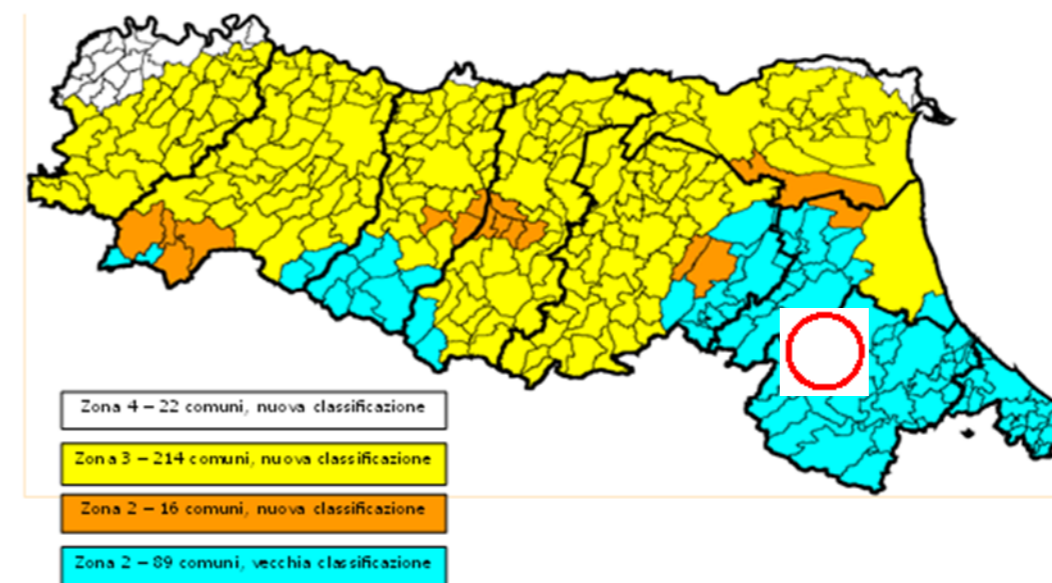 Zona 4 – 22 comuni, nuova classificazione
Zona 3 – 214 comuni, nuova classificazione
Zona 2 – 16 comuni, nuova classificazione
Zona 2 – 89 comuni, vecchia classificazione